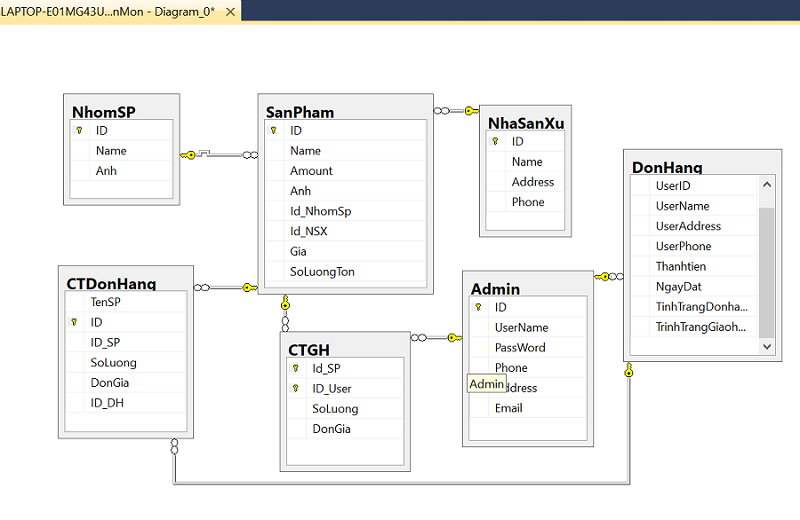 LAPTOP-E01MG43U...nMon - Diagram_0*
NhomSP
ID
Name
Anh
SanPham
ID
Name
Amount
Anh
Id_NhomSp
Id_NSX
Gia
SoLuongTon
NhaSanXu
ID
Name
Address
Phone
DonHang
UserID
UserName
UserAddress
UserPhone
Thanhtien
NgayDat
TinhTrangDonha...
TrinhTrangGiaoh...
CTDonHang
TenSP
ID
ID_SP
SoLuong
DonGia
ID_DH
CTGH
Id_SP
ID_User
SoLuong
DonGia
Admin
ID
UserName
PassWord
Phone
Admin
ddress
Email